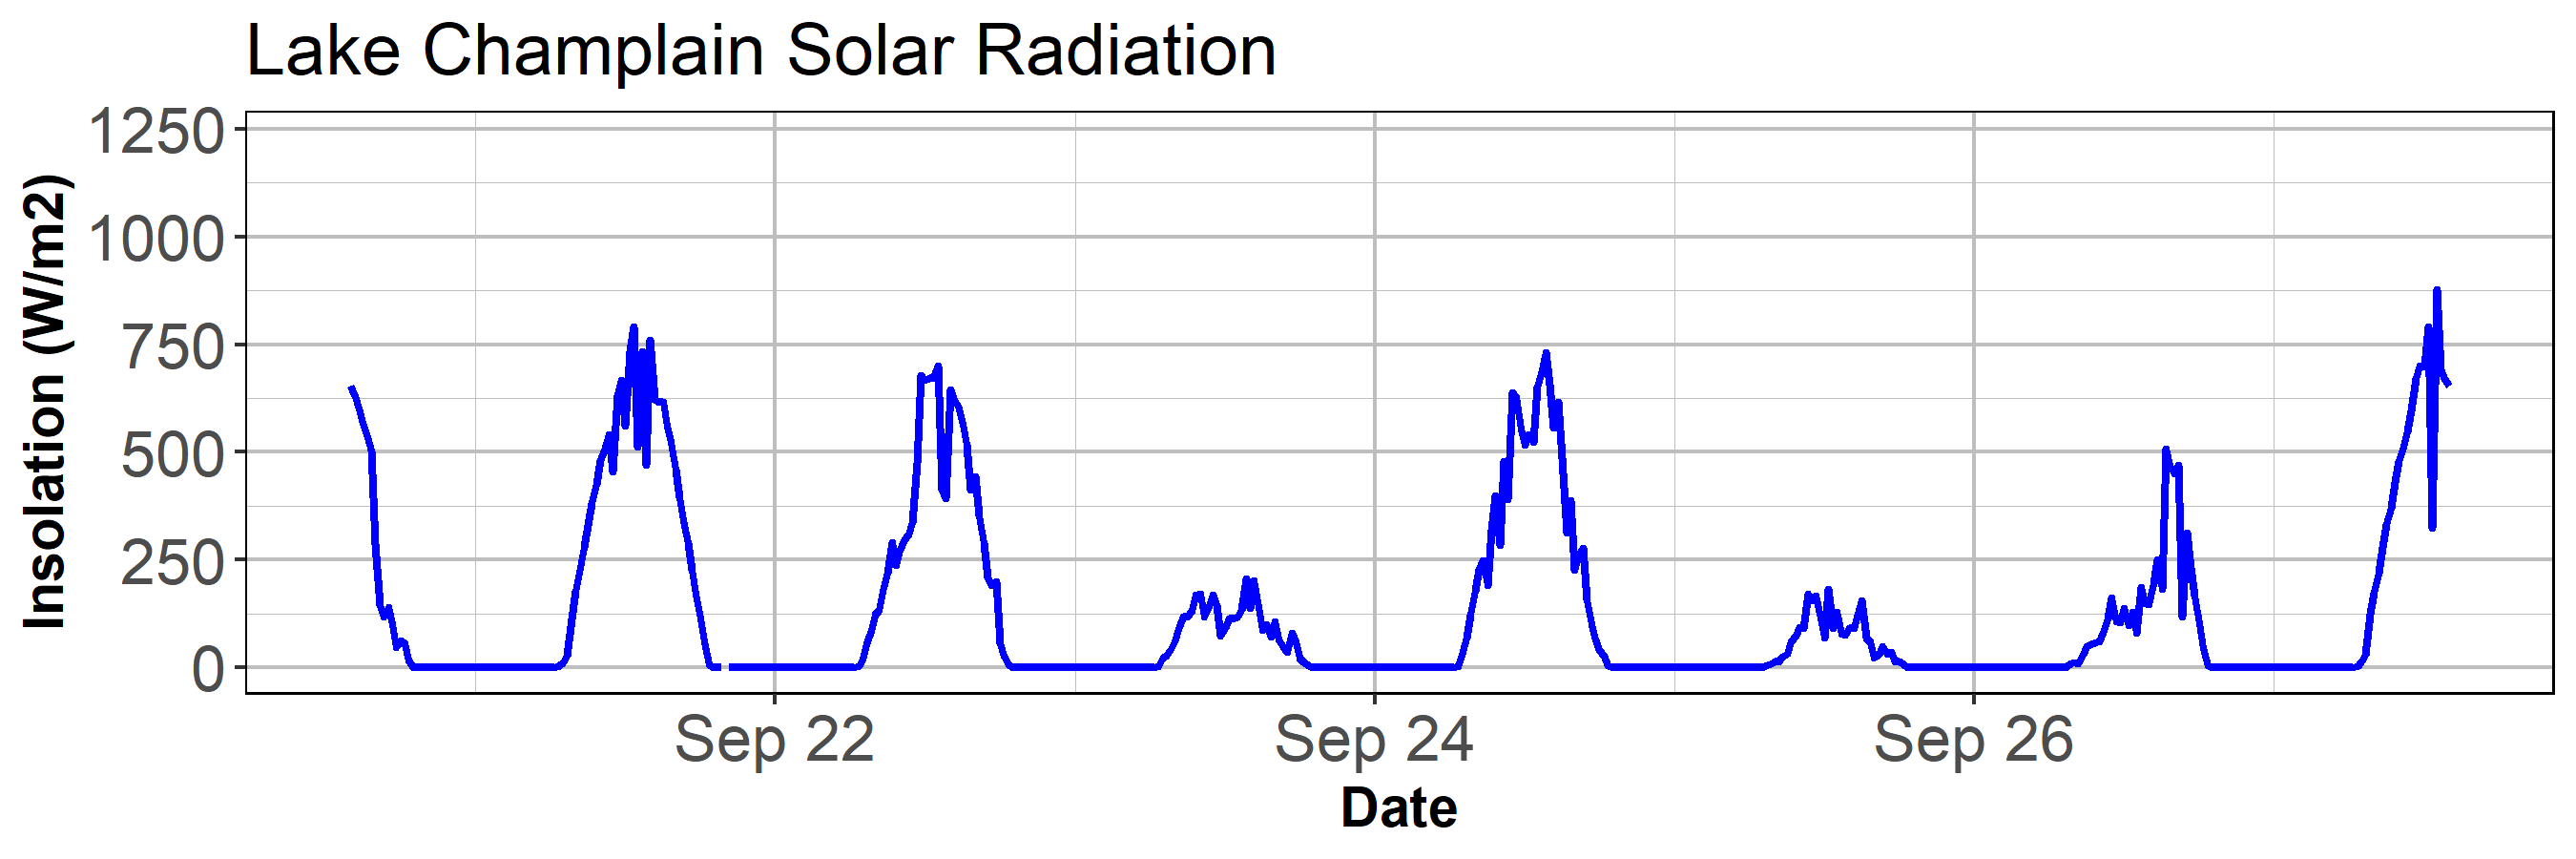 Lake Champlain Solar Radiation
Insolation (W/m2)
1250
1000
750
500
250
0
Sep 22 Sep 24 Sep 26
Date